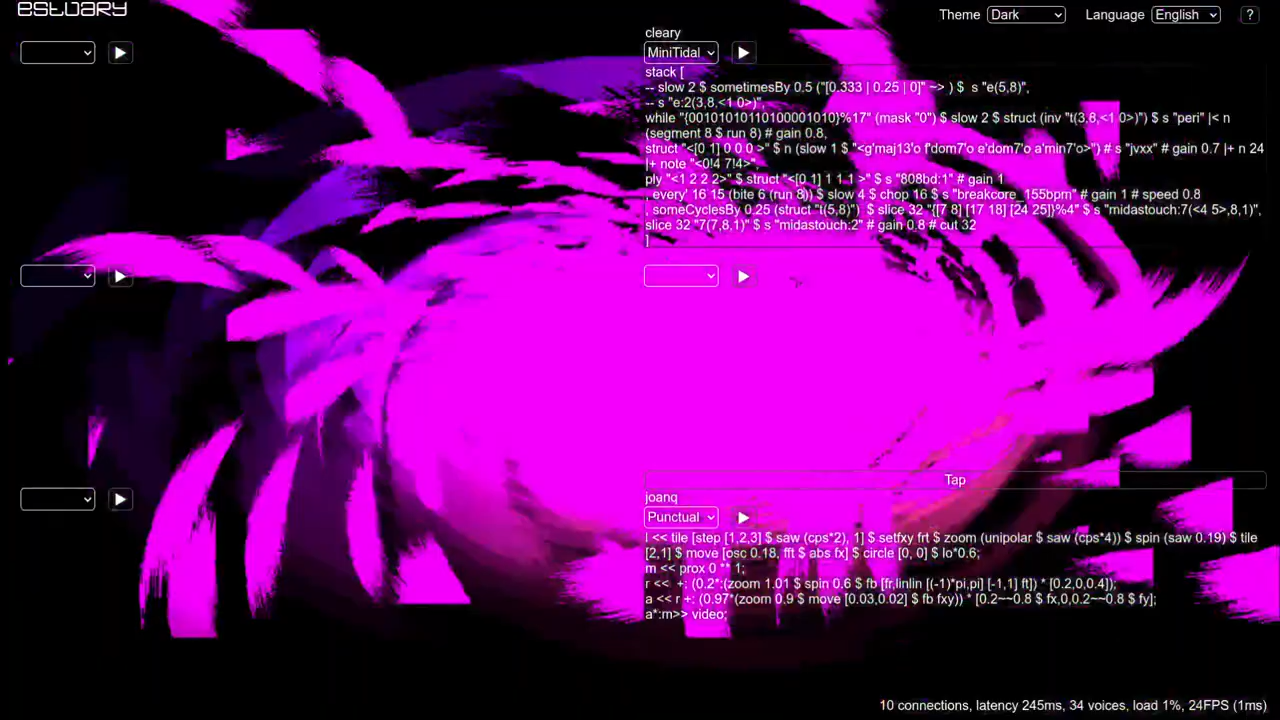 estuary
Theme Dark Language English ?
cleary
MiniTidal
stack [
-- slow 2 $ sometimesBy 0.5 ("[0.333 | 0.25 | 0]" ~> ) $ s "e(5,8)",
-- s "e:2(3,8,<1 0>)",
while "{00101010110100001010}%17" (mask "0") $ slow 2 $ struct (inv "t(3,8,<1 0>)") $ s "peri" |< n
(segment 8 $ run 8) # gain 0.8,
struct "<[0 1] 0 0 0 >" $ n (slow 1 $ "<g'maj13'o f'dom7'o e'dom7'o a'min7'o>") # s "jvxx" # gain 0.7 |+ n 24
|+ note "<0!4 7!4>",
ply "<1 2 2 2>" $ struct "<[0 1] 1 1 1 >" $ s "808bd:1" # gain 1
, every' 16 15 (bite 6 (run 8)) $ slow 4 $ chop 16 $ s "breakcore_155bpm" # gain 1 # speed 0.8
, someCyclesBy 0.25 (struct "t(5,8)")  $ slice 32 "{[7 8] [17 18] [24 25]}%4" $ s "midastouch:7(<4 5>,8,1)",
slice 32 "7(7,8,1)" $ s "midastouch:2" # gain 0.8 # cut 32
]
Tap
joanq
Punctual
l << tile [step [1,2,3] $ saw (cps*2), 1] $ setfxy frt $ zoom (unipolar $ saw (cps*4)) $ spin (saw 0.19) $ tile
[2,1] $ move [osc 0.18, fft $ abs fx] $ circle [0, 0] $ lo*0.6;
m << prox 0 ** 1;
r << +: (0.2*:(zoom 1.01 $ spin 0.6 $ fb [fr,linlin [(-1)*pi,pi] [-1,1] ft]) * [0.2,0,0.4]);
a << r +: (0.97*(zoom 0.9 $ move [0.03,0.02] $ fb fxy)) * [0.2~~0.8 $ fx,0,0.2~~0.8 $ fy];
a*:m>> video;
10 connections, latency 245ms, 34 voices, load 1%, 24FPS (1ms)